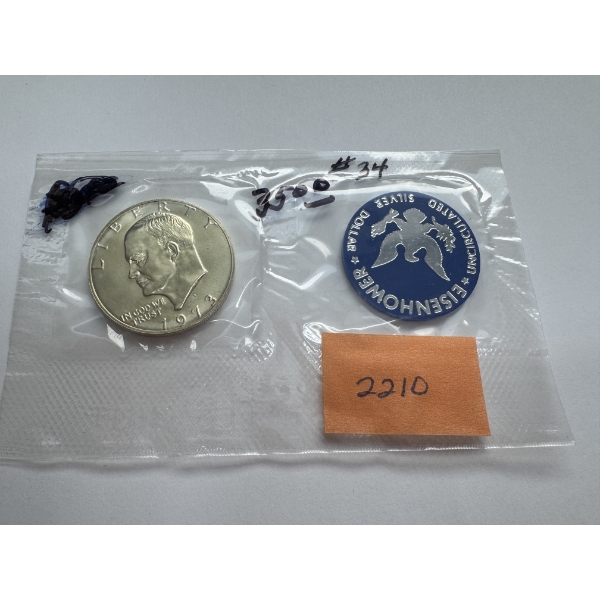 # 34
3500
LIBERTY
IN GOD WE
TRUST
1973
EISENHOWER
★ UNCIRCULATED SILVER DOLLAR ★
2210